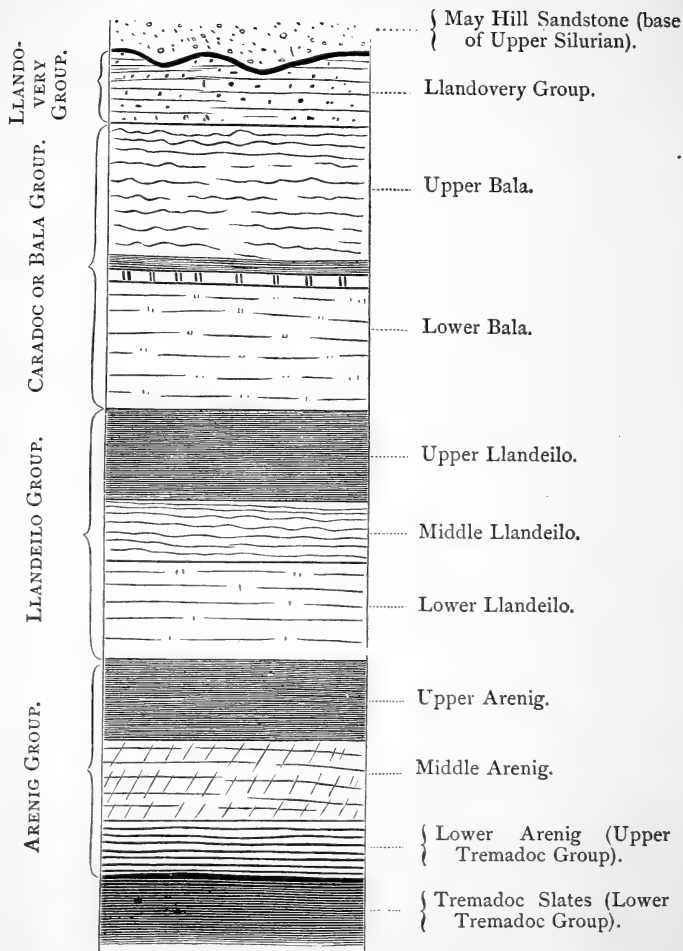 May Hill Sandstone (base
of Upper Silurian).
LLANDO-
VERY
GROUP.
Llandovery Group.
CARADOC OR BALA GROUP.
Upper Bala.
Lower Bala.
LLANDEILO GROUP.
Upper Llandeilo.
Middle Llandeilo.
Lower Llandeilo.
ARENIG GROUP.
Upper Arenig.
Middle Arenig.
Lower Arenig (Upper
Tremadoc Group).
Tremadoc Slates (Lower
Tremadoc Group).